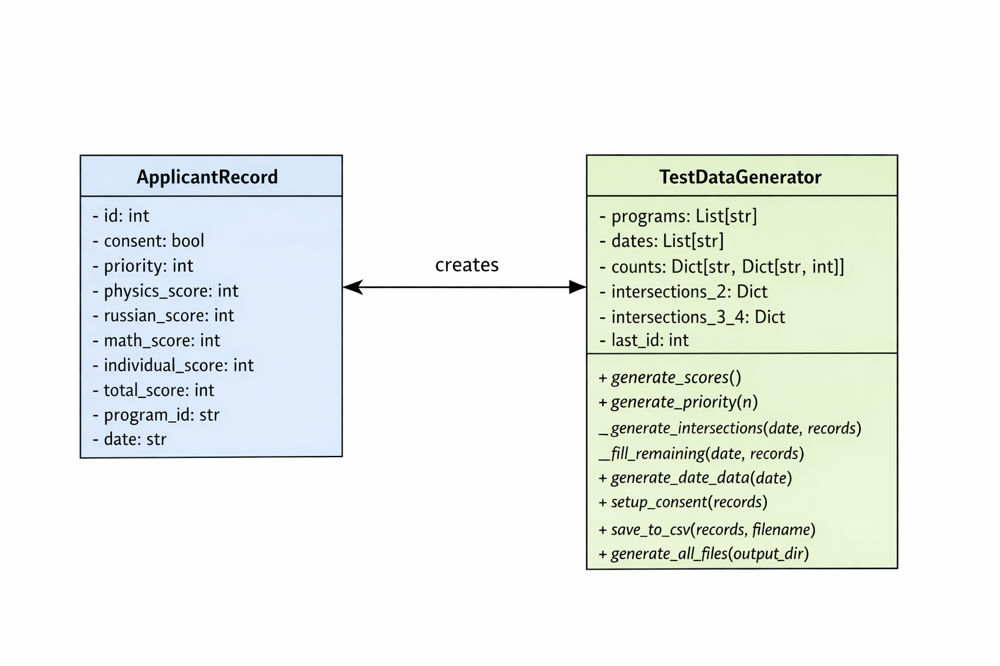 ApplicantRecord
- id: int
- consent: bool
- priority: int
- physics_score: int
- russian_score: int
- math_score: int
- individual_score: int
- total_score: int
- program_id: str
- date: str
creates
TestDataGenerator
- programs: List[str]
- dates: List[str]
- counts: Dict[str, Dict[str, int]]
- intersections_2: Dict
- intersections_3_4: Dict
- last_id: int
+ generate_scores()
+ generate_priority(n)
_generate_intersections(date, records)
_fill_remaining(date, records)
+ generate_date_data(date)
+ setup_consent(records)
+ save_to_csv(records, filename)
+ generate_all_files(output_dir)